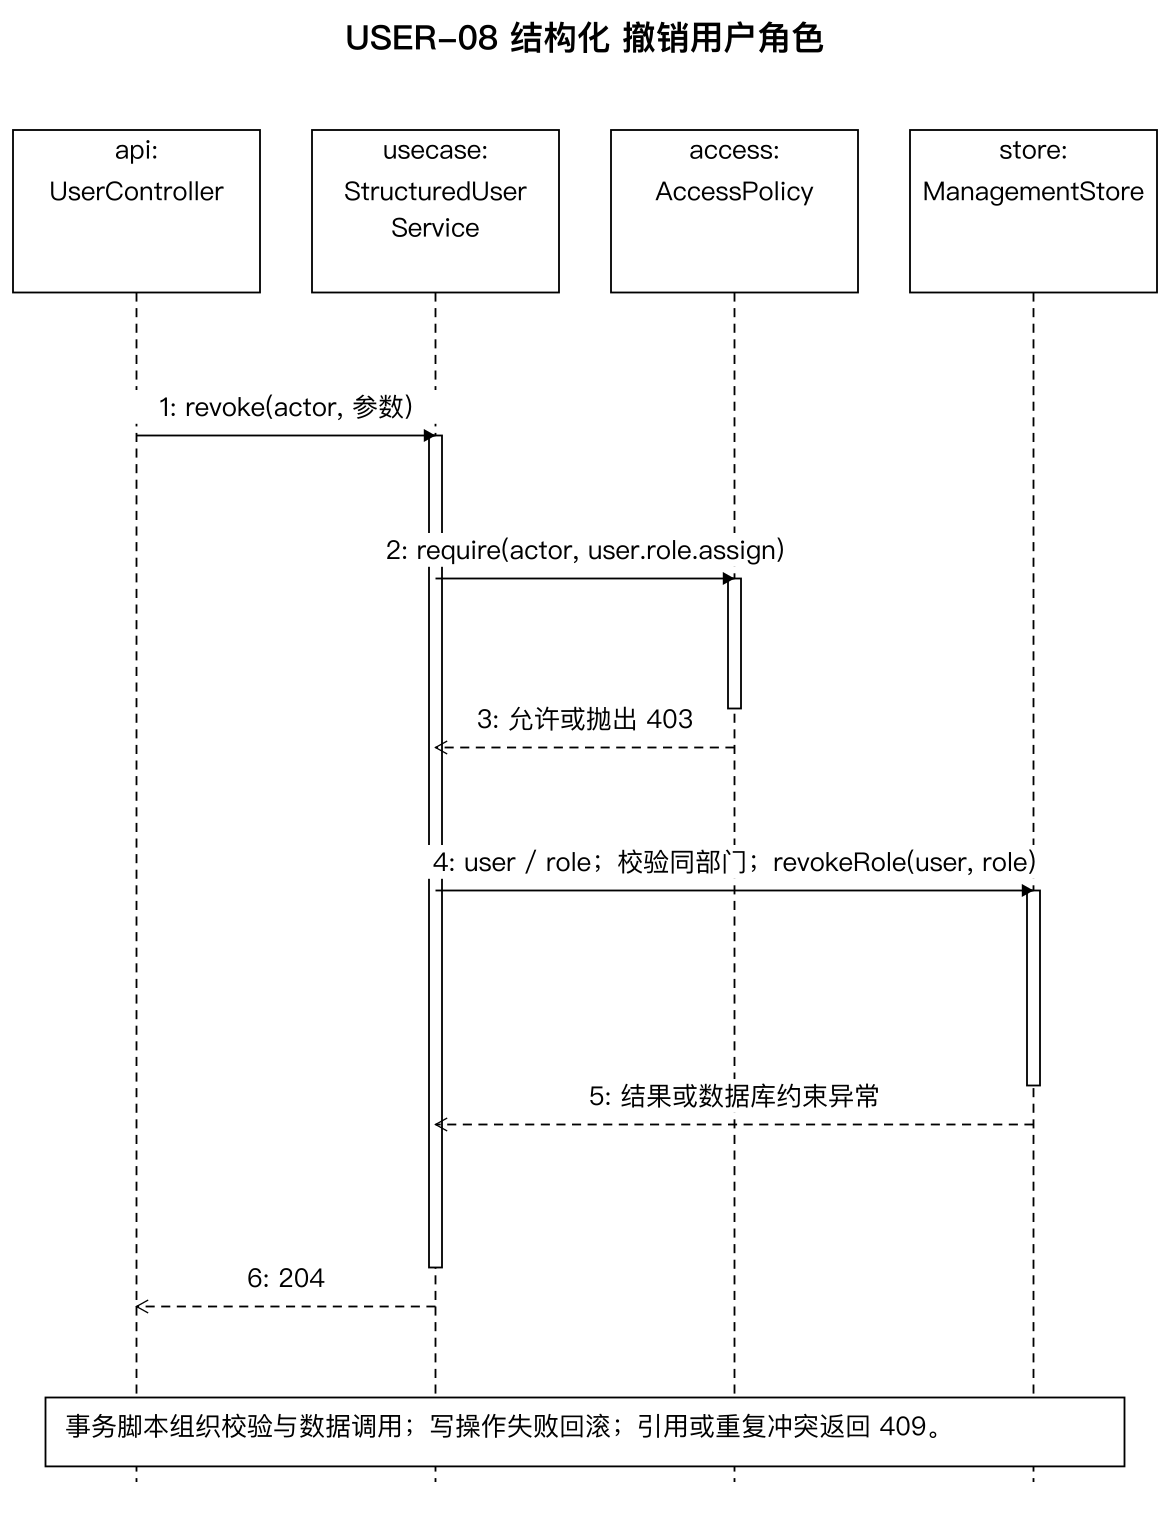 USER-08 结构化 撤销用户角色
api:
UserController
usecase:
StructuredUser
Service
access:
AccessPolicy
store:
ManagementStore
1: revoke(actor, 参数)
2: require(actor, user.role.assign)
3: 允许或抛出 403
4: user / role；校验同部门；revokeRole(user, role)
5: 结果或数据库约束异常
6: 204
事务脚本组织校验与数据调用；写操作失败回滚；引用或重复冲突返回 409。